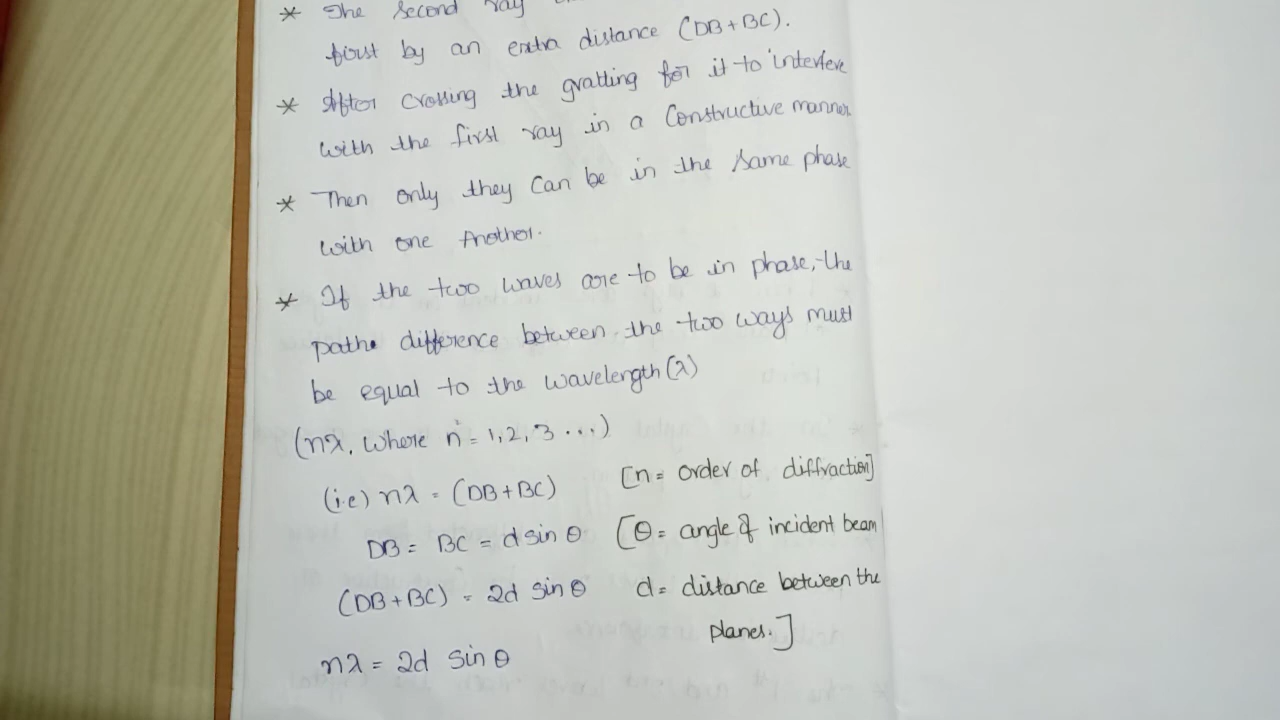 * The second ray
first by an extra distance (DB+BC).
* After crossing the gratting for it to interfere
with the first ray in a Constructive manner
* Then only they can be in the same phase
with one Another.
* If the two waves are to be in phase, the
path difference between the two ways must
be equal to the wavelength (λ)
(nλ, where n = 1, 2, 3 ...)
(i.e) nλ = (DB+BC) [n = order of diffraction]
DB = BC = d sin θ [θ = angle of incident beam
(DB+BC) = 2d sin θ d = distance between the
planes.]
nλ = 2d sin θ